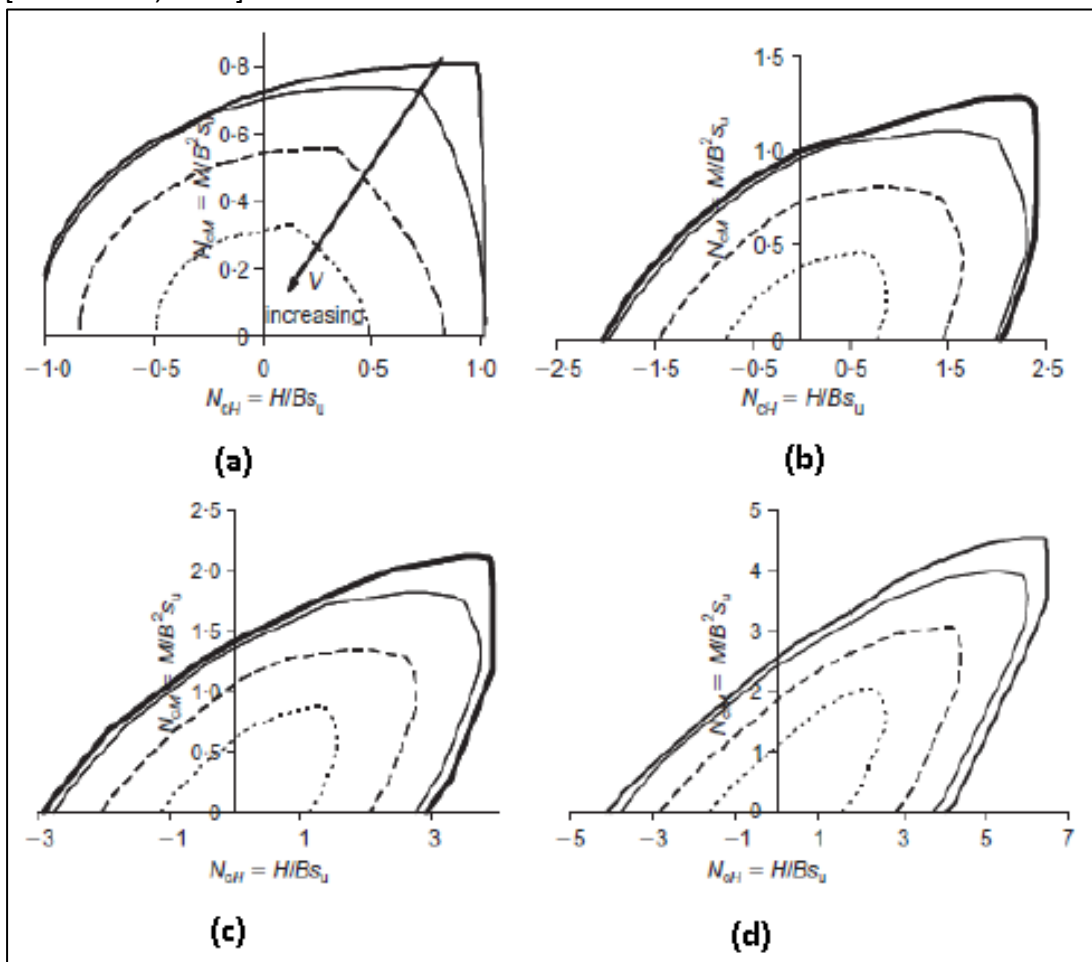 0·8
0·6
0·4
0·2
0
N_cM = M/B²s_u
V
increasing
−1·0 −0·5 0 0·5 1·0
N_cH = H/Bs_u
(a)
1·5
1·0
0·5
0
N_cM = M/B²s_u
−2·5 −1·5 −0·5 0·5 1·5 2·5
N_cH = H/Bs_u
(b)
2·5
2·0
1·5
1·0
0·5
0
N_cM = M/B²s_u
−3 −1 1 3
N_cH = H/Bs_u
(c)
5
4
3
2
1
0
N_cM = M/B²s_u
−5 −3 −1 1 3 5 7
N_cH = H/Bs_u
(d)